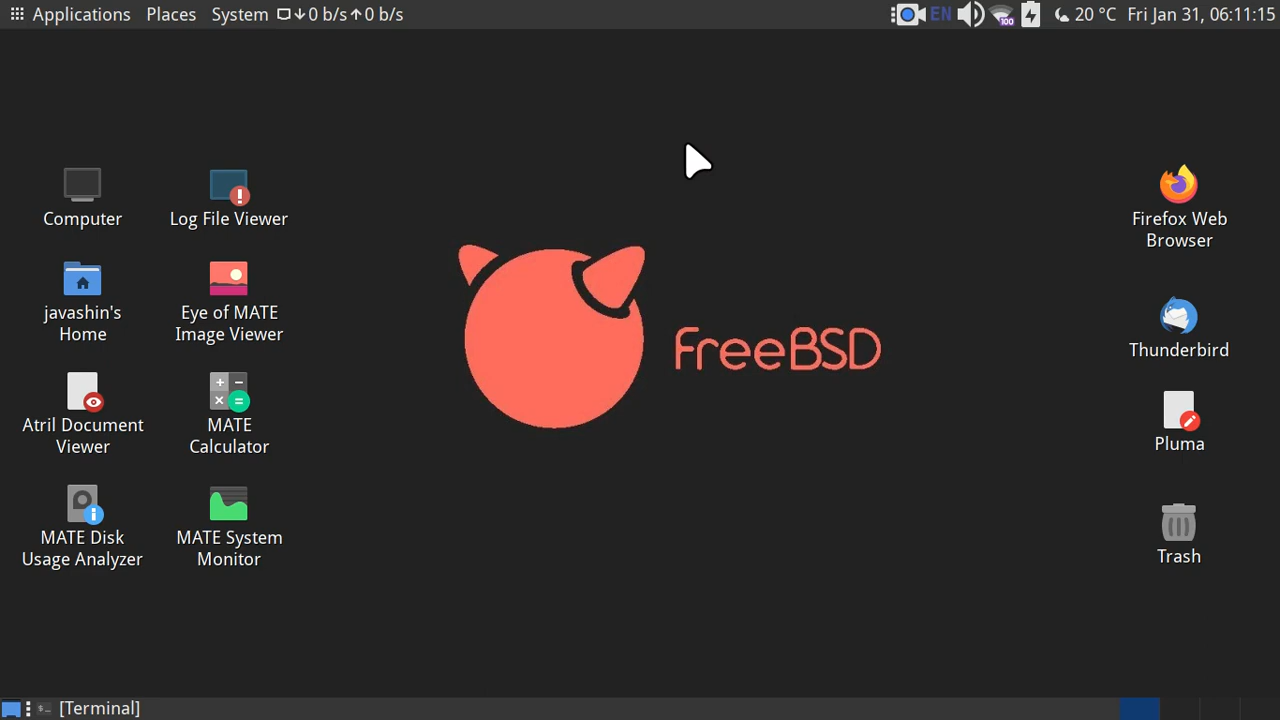 Applications Places System 0 b/s 0 b/s EN 100 20 °C Fri Jan 31, 06:11:15
Computer
Log File Viewer
javashin's
Home
Eye of MATE
Image Viewer
Atril Document
Viewer
MATE
Calculator
MATE Disk
Usage Analyzer
MATE System
Monitor
FreeBSD
Firefox Web
Browser
Thunderbird
Pluma
Trash
[Terminal]